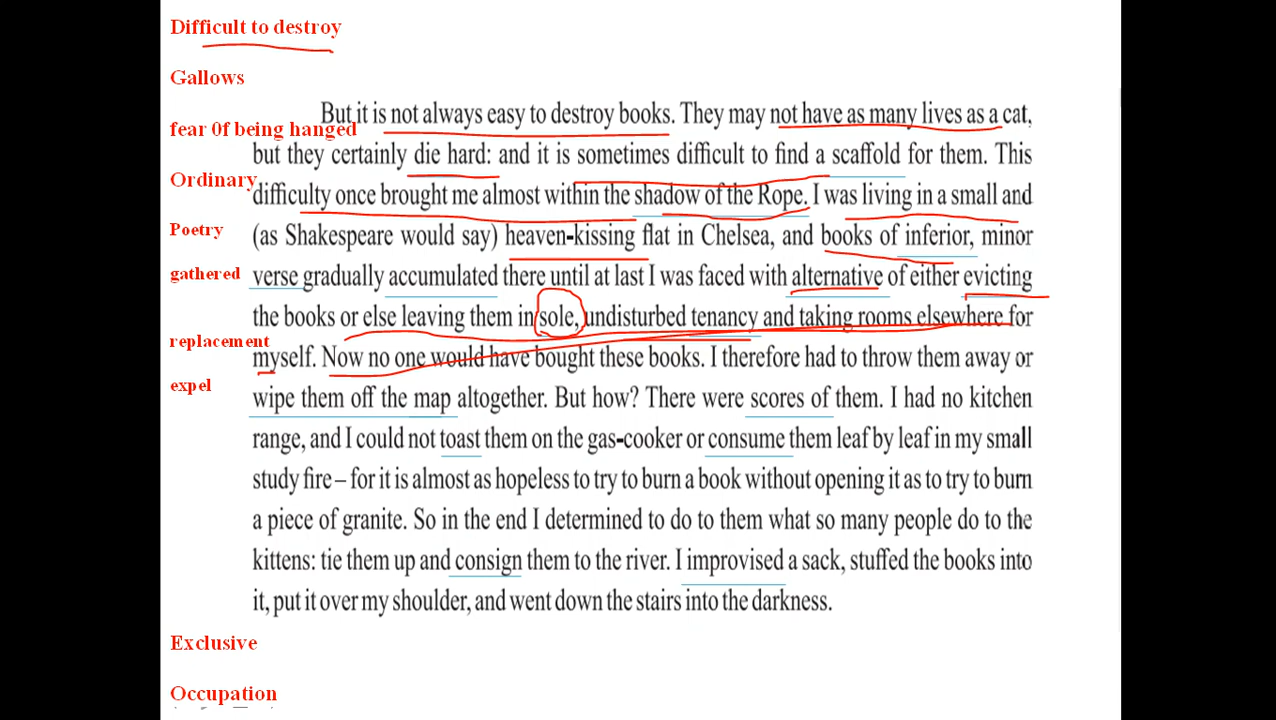 Difficult to destroy
Gallows
But it is not always easy to destroy books. They may not have as many lives as a cat,
fear 0f being hanged
but they certainly die hard: and it is sometimes difficult to find a scaffold for them. This
Ordinary
difficulty once brought me almost within the shadow of the Rope. I was living in a small and
Poetry
(as Shakespeare would say) heaven-kissing flat in Chelsea, and books of inferior, minor
gathered
verse gradually accumulated there until at last I was faced with alternative of either evicting
the books or else leaving them in sole, undisturbed tenancy and taking rooms elsewhere for
replacement
myself. Now no one would have bought these books. I therefore had to throw them away or
expel
wipe them off the map altogether. But how? There were scores of them. I had no kitchen
range, and I could not toast them on the gas-cooker or consume them leaf by leaf in my small
study fire – for it is almost as hopeless to try to burn a book without opening it as to try to burn
a piece of granite. So in the end I determined to do to them what so many people do to the
kittens: tie them up and consign them to the river. I improvised a sack, stuffed the books into
it, put it over my shoulder, and went down the stairs into the darkness.
Exclusive
Occupation